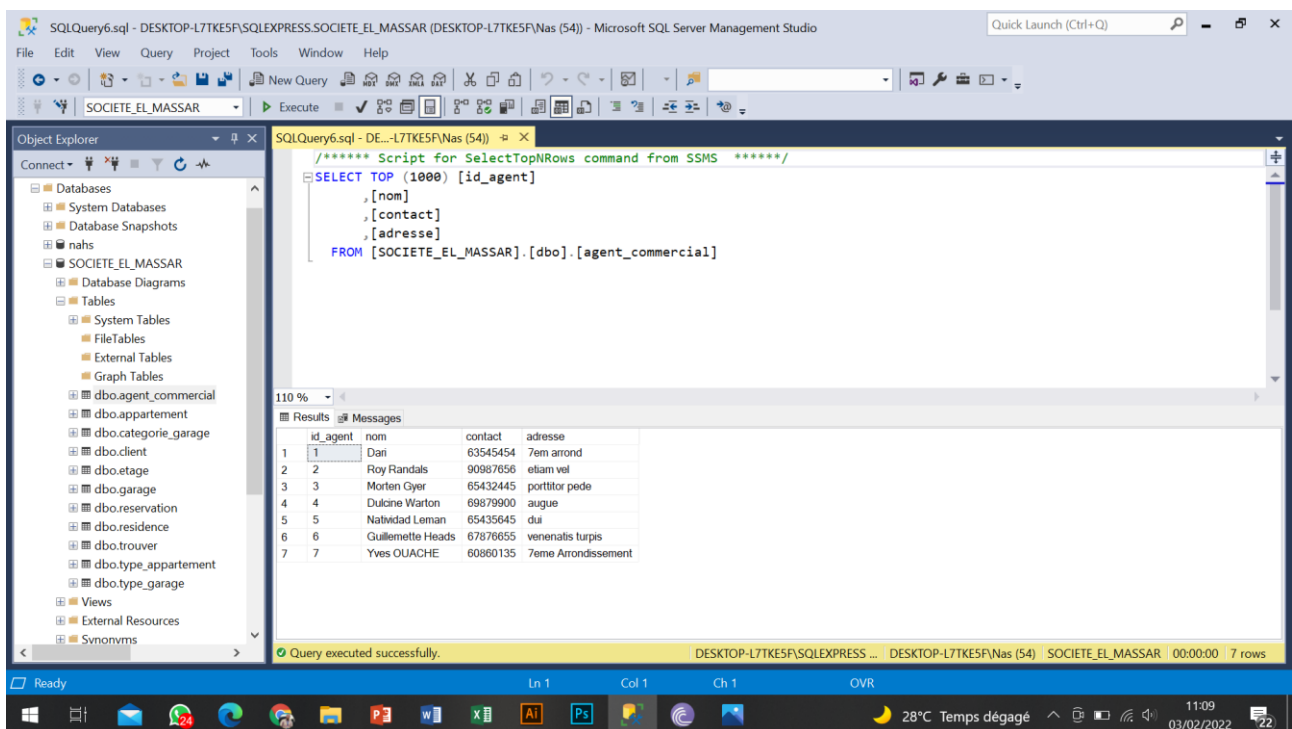 SQLQuery6.sql - DESKTOP-L7TKE5F\SQLEXPRESS.SOCIETE_EL_MASSAR (DESKTOP-L7TKE5F\Nas (54)) - Microsoft SQL Server Management Studio
Quick Launch (Ctrl+Q)
File Edit View Query Project Tools Window Help
New Query MDX DMX XMLA DAX
SOCIETE_EL_MASSAR Execute
Object Explorer
SQLQuery6.sql - DE...-L7TKE5F\Nas (54))
Connect
Databases
System Databases
Database Snapshots
nahs
SOCIETE_EL_MASSAR
Database Diagrams
Tables
System Tables
FileTables
External Tables
Graph Tables
dbo.agent_commercial
dbo.appartement
dbo.categorie_garage
dbo.client
dbo.etage
dbo.garage
dbo.reservation
dbo.residence
dbo.trouver
dbo.type_appartement
dbo.type_garage
Views
External Resources
Synonyms
/****** Script for SelectTopNRows command from SSMS ******/
SELECT TOP (1000) [id_agent]
,[nom]
,[contact]
,[adresse]
FROM [SOCIETE_EL_MASSAR].[dbo].[agent_commercial]
110 %
Results Messages
id_agent nom contact adresse
1 1 Dari 63545454 7em arrond
2 2 Roy Randals 90987656 etiam vel
3 3 Morten Gyer 65432445 porttitor pede
4 4 Dulcine Warton 69879900 augue
5 5 Natividad Leman 65435645 dui
6 6 Guillemette Heads 67876655 venenatis turpis
7 7 Yves OUACHE 60860135 7eme Arrondissement
Query executed successfully. DESKTOP-L7TKE5F\SQLEXPRESS ... DESKTOP-L7TKE5F\Nas (54) SOCIETE_EL_MASSAR 00:00:00 7 rows
Ready Ln 1 Col 1 Ch 1 OVR
24 Ai Ps 28°C Temps dégagé 11:09
03/02/2022 22